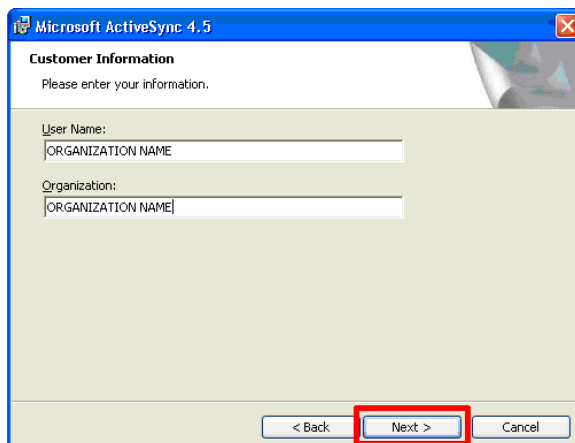 Microsoft ActiveSync 4.5
Customer Information
Please enter your information.
User Name:
ORGANIZATION NAME
Organization:
ORGANIZATION NAME
< Back Next > Cancel